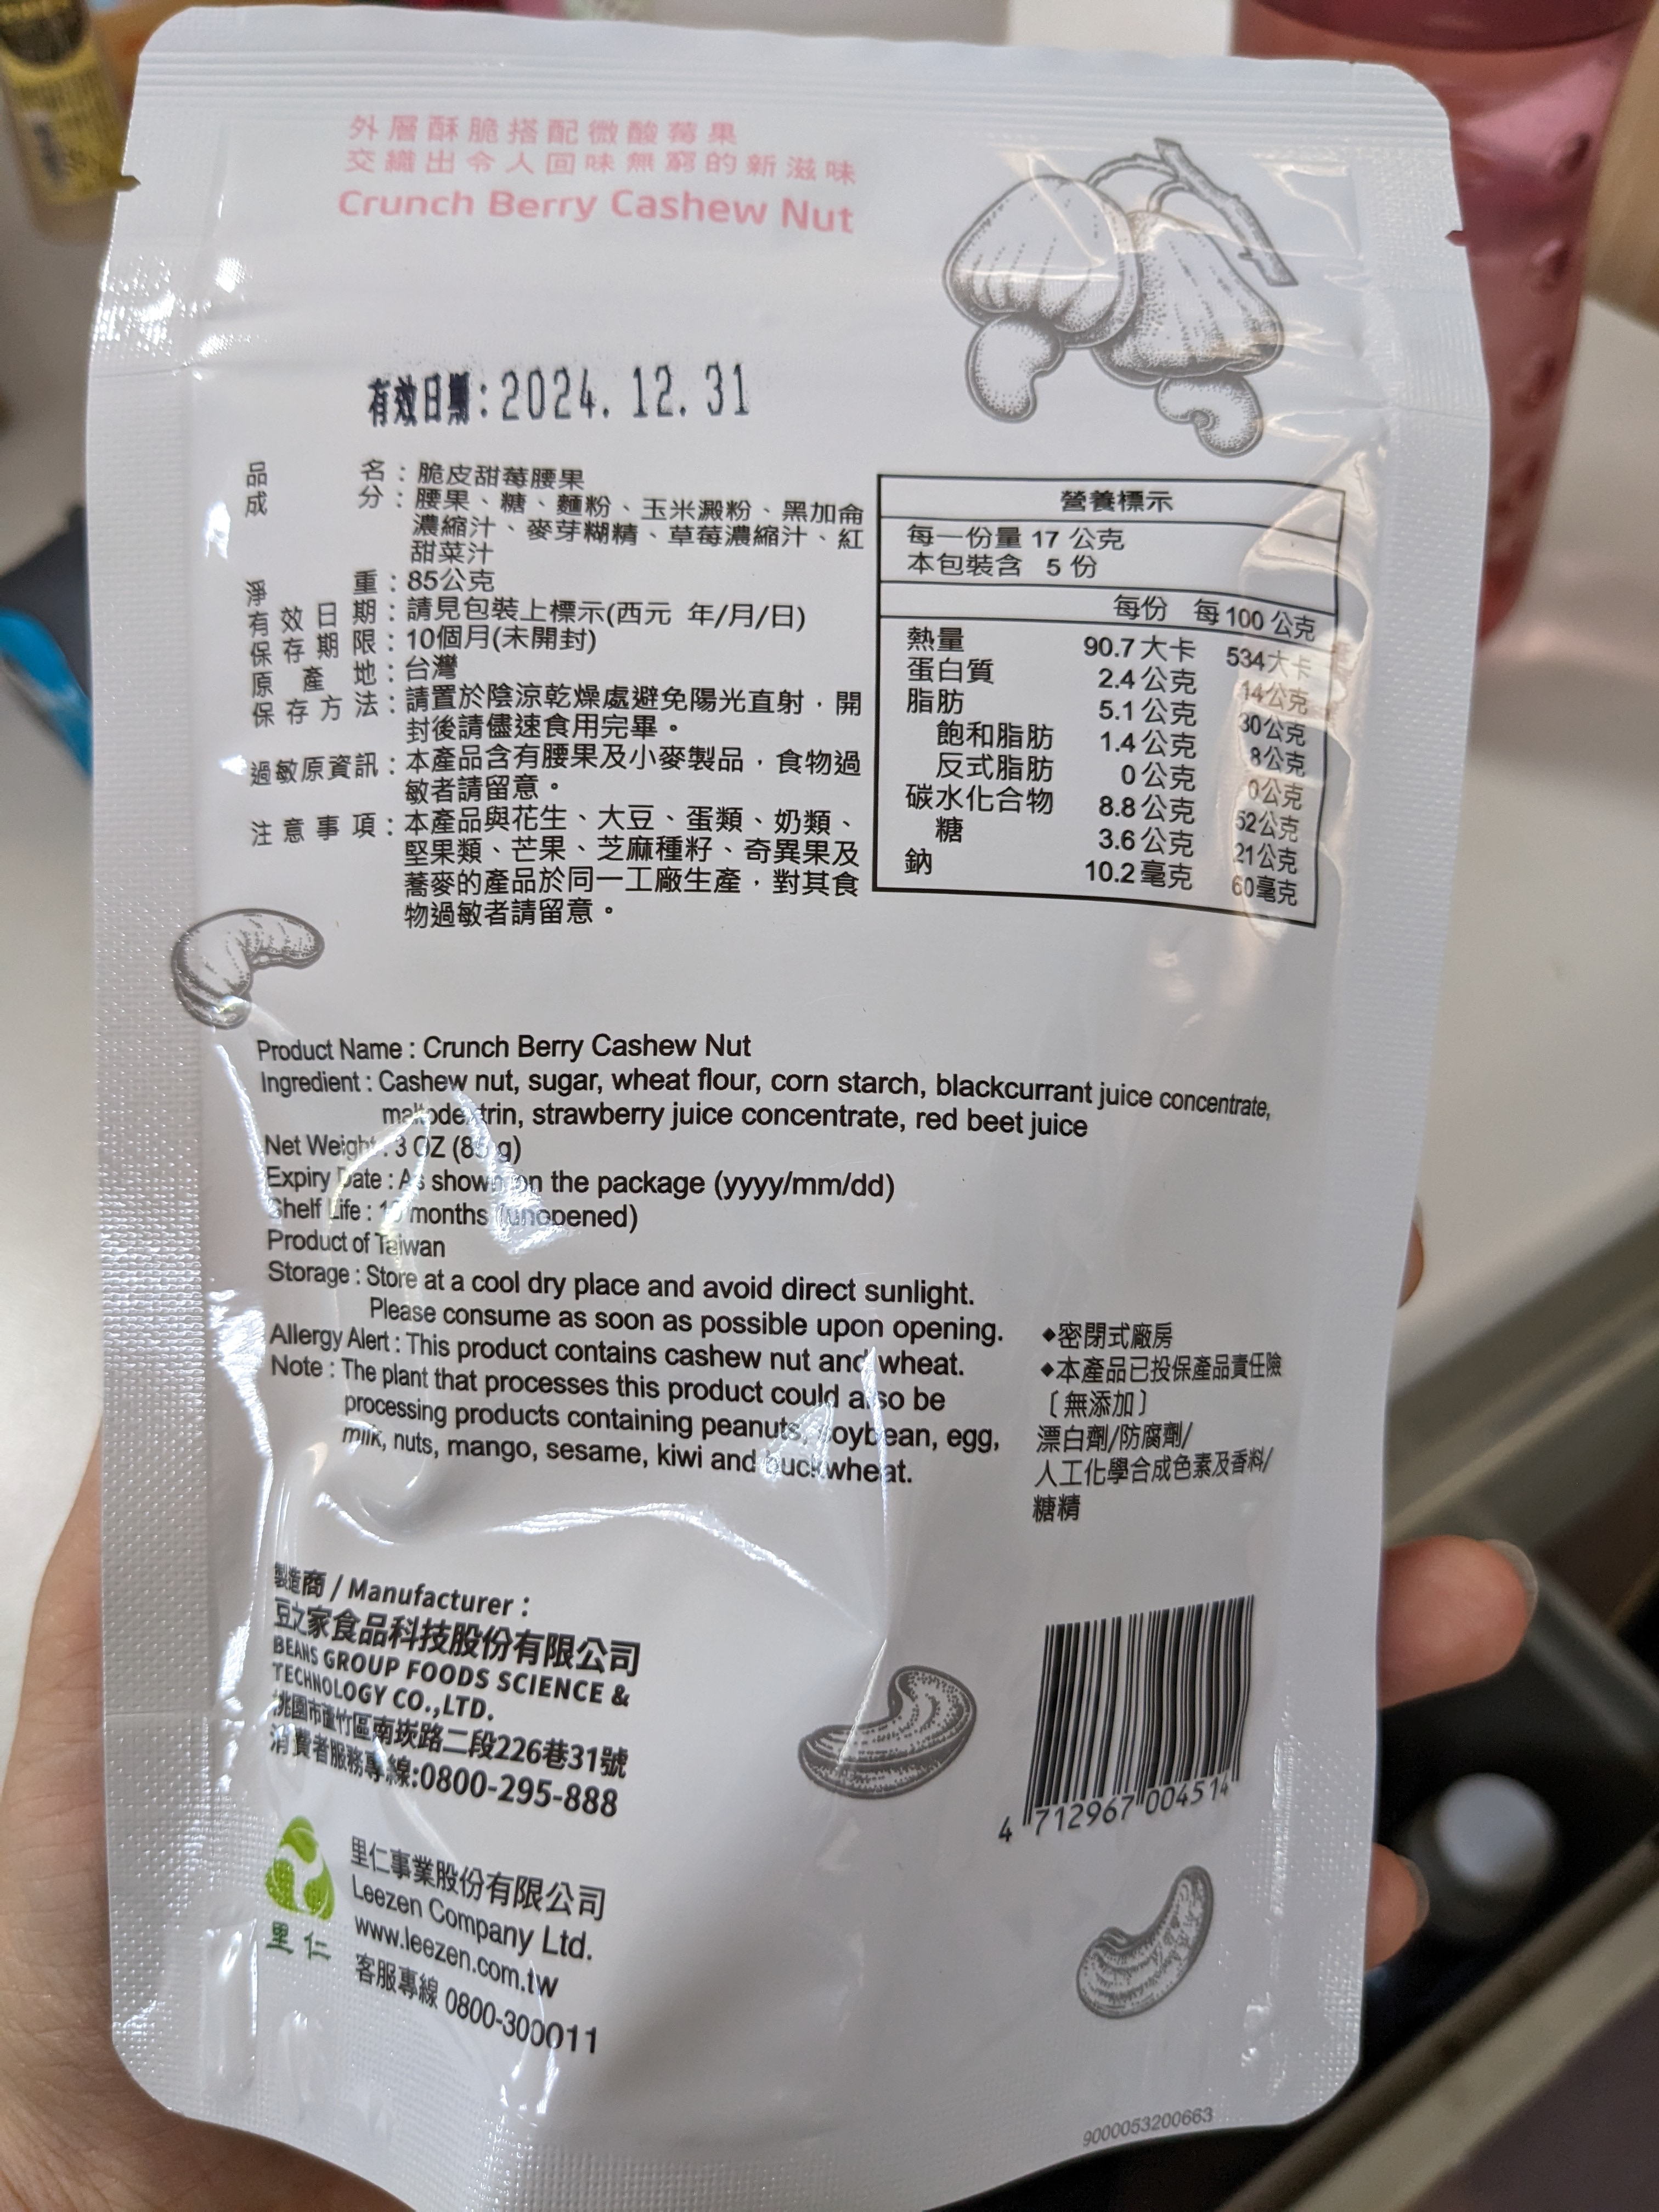 外層酥脆搭配微酸莓果
交織出令人回味無窮的新滋味
Crunch Berry Cashew Nut
有效日期:2024.12.31
品名：脆皮甜莓腰果
成分：腰果、糖、麵粉、玉米澱粉、黑加侖
濃縮汁、麥芽糊精、草莓濃縮汁、紅
甜菜汁
淨重：85公克
有效日期：請見包裝上標示(西元 年/月/日)
保存期限：10個月(未開封)
原產地：台灣
保存方法：請置於陰涼乾燥處避免陽光直射，開
封後請儘速食用完畢。
過敏原資訊：本產品含有腰果及小麥製品，食物過
敏者請留意。
注意事項：本產品與花生、大豆、蛋類、奶類、
堅果類、芒果、芝麻種籽、奇異果及
蕎麥的產品於同一工廠生產，對其食
物過敏者請留意。
營養標示
每一份量 17 公克
本包裝含 5 份
每份 每100公克
熱量 90.7大卡 534大卡
蛋白質 2.4公克 14公克
脂肪 5.1公克 30公克
飽和脂肪 1.4公克 8公克
反式脂肪 0公克 0公克
碳水化合物 8.8公克 52公克
糖 3.6公克 21公克
鈉 10.2毫克 60毫克
Product Name : Crunch Berry Cashew Nut
Ingredient : Cashew nut, sugar, wheat flour, corn starch, blackcurrant juice concentrate,
maltodextrin, strawberry juice concentrate, red beet juice
Net Weight : 3 OZ (85 g)
Expiry Date : As shown on the package (yyyy/mm/dd)
Shelf Life : 10 months (unopened)
Product of Taiwan
Storage : Store at a cool dry place and avoid direct sunlight.
Please consume as soon as possible upon opening.
Allergy Alert : This product contains cashew nut and wheat.
Note : The plant that processes this product could also be
processing products containing peanuts, soybean, egg,
milk, nuts, mango, sesame, kiwi and buckwheat.
◆密閉式廠房
◆本產品已投保產品責任險
〔無添加〕
漂白劑/防腐劑/
人工化學合成色素及香料/
糖精
製造商 / Manufacturer :
豆之家食品科技股份有限公司
BEANS GROUP FOODS SCIENCE &
TECHNOLOGY CO.,LTD.
桃園市蘆竹區南崁路二段226巷31號
消費者服務專線:0800-295-888
里仁
里仁事業股份有限公司
Leezen Company Ltd.
www.leezen.com.tw
客服專線 0800-300011
4 712967 004514
9000053200663